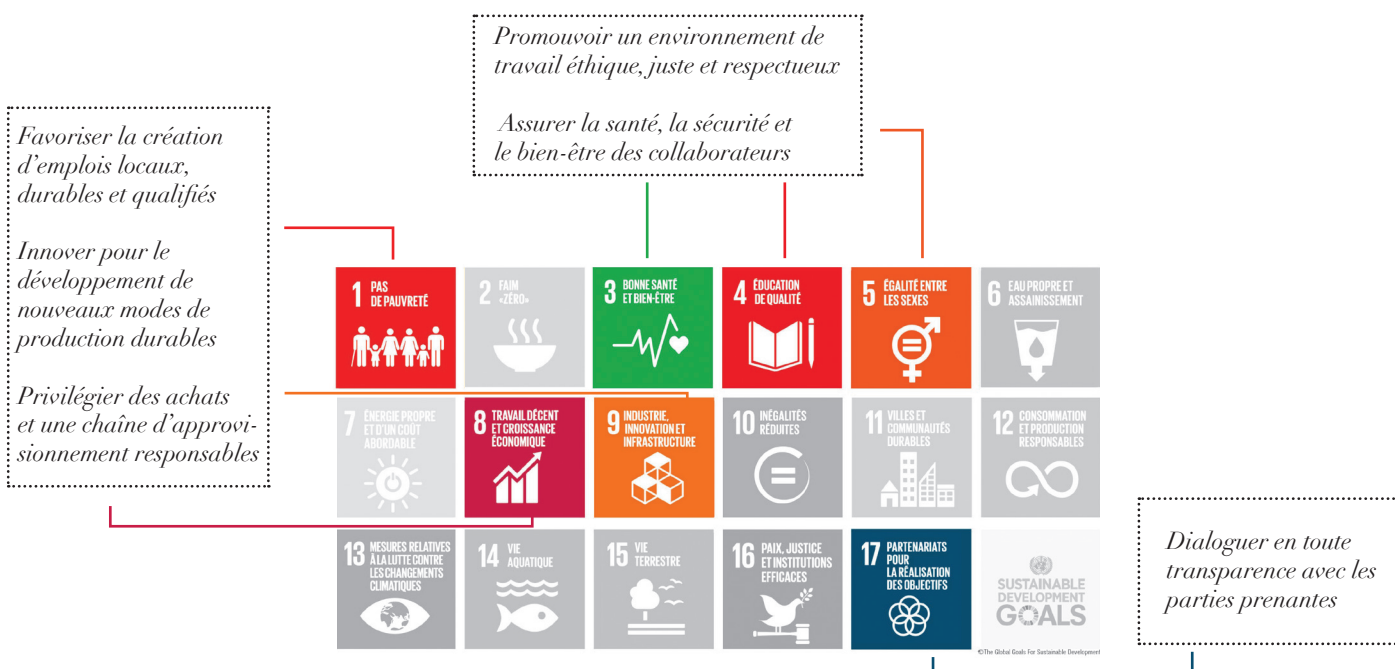 Promouvoir un environnement de
travail éthique, juste et respectueux
Assurer la santé, la sécurité et
le bien-être des collaborateurs
Favoriser la création
d'emplois locaux,
durables et qualifiés
Innover pour le
développement de
nouveaux modes de
production durables
Privilégier des achats
et une chaîne d'approvi-
sionnement responsables
1 PAS
DE PAUVRETÉ
2 FAIM
«ZÉRO»
3 BONNE SANTÉ
ET BIEN-ÊTRE
4 ÉDUCATION
DE QUALITÉ
5 ÉGALITÉ ENTRE
LES SEXES
6 EAU PROPRE ET
ASSAINISSEMENT
7 ÉNERGIE PROPRE
ET D'UN COÛT
ABORDABLE
8 TRAVAIL DÉCENT
ET CROISSANCE
ÉCONOMIQUE
9 INDUSTRIE,
INNOVATION ET
INFRASTRUCTURE
10 INÉGALITÉS
RÉDUITES
11 VILLES ET
COMMUNAUTÉS
DURABLES
12 CONSOMMATION
ET PRODUCTION
RESPONSABLES
13 MESURES RELATIVES
À LA LUTTE CONTRE
LES CHANGEMENTS
CLIMATIQUES
14 VIE
AQUATIQUE
15 VIE
TERRESTRE
16 PAIX, JUSTICE
ET INSTITUTIONS
EFFICACES
17 PARTENARIATS
POUR
LA RÉALISATION
DES OBJECTIFS
SUSTAINABLE
DEVELOPMENT
GOALS
©The Global Goals For Sustainable Development
Dialoguer en toute
transparence avec les
parties prenantes